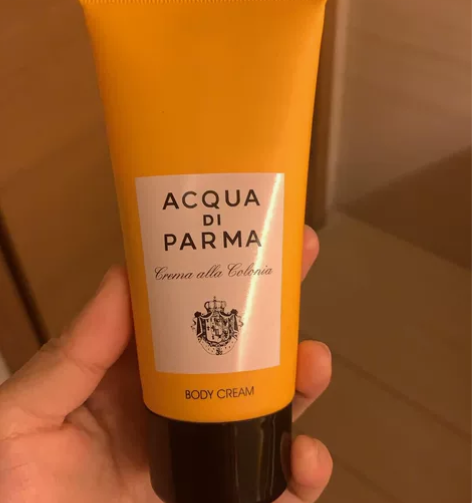 ACQUA
DI
PARMA
Crema alla Colonia
BODY CREAM